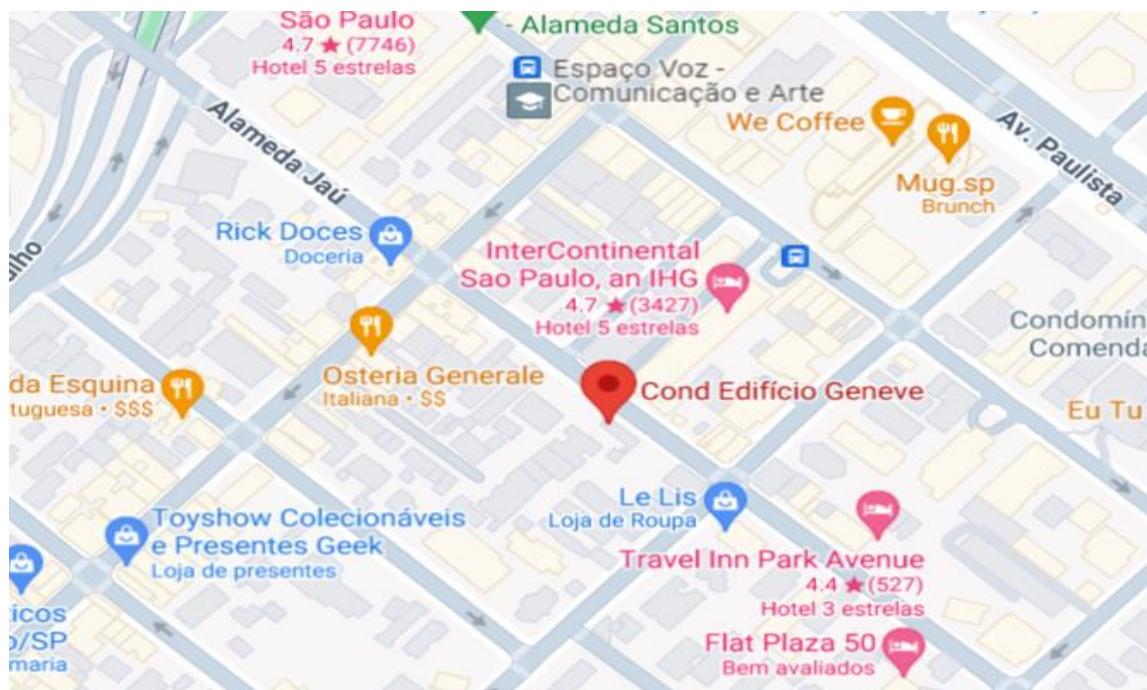 São Paulo
4.7 ★ (7746)
Hotel 5 estrelas
- Alameda Santos
Espaço Voz -
Comunicação e Arte
We Coffee
Av. Paulista
Mug.sp
Brunch
Alameda Jaú
Rick Doces
Doceria
InterContinental
Sao Paulo, an IHG
4.7 ★ (3427)
Hotel 5 estrelas
ulho
Condomín
Comenda
da Esquina
tuguesa • $$$
Osteria Generale
Italiana • $$
Cond Edifício Geneve
Eu Tu
Le Lis
Loja de Roupa
Toyshow Colecionáveis
e Presentes Geek
Loja de presentes
Travel Inn Park Avenue
4.4 ★ (527)
Hotel 3 estrelas
ticos
o/SP
maria
Flat Plaza 50
Bem avaliados